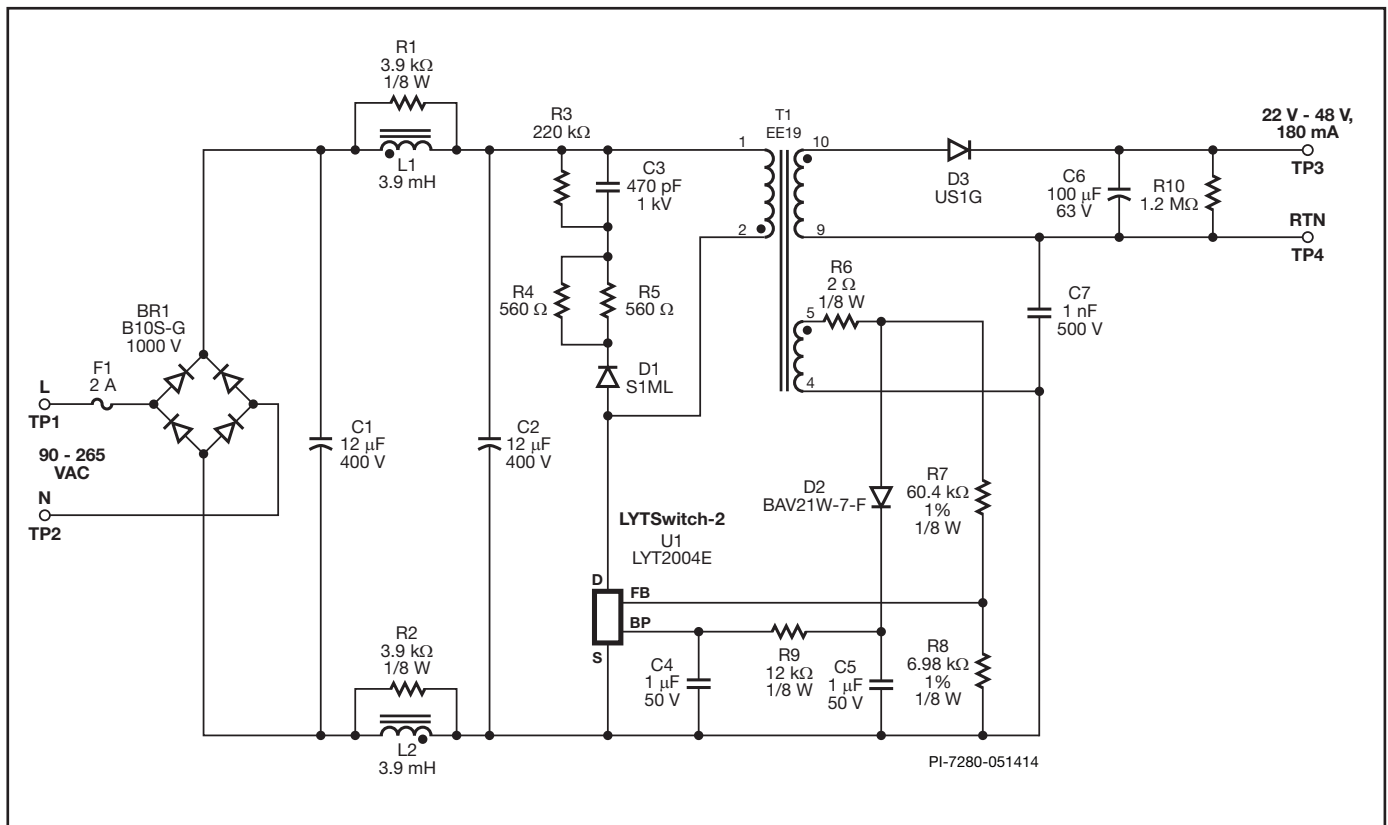 R1
3.9 kΩ
1/8 W
L1
3.9 mH
R3
220 kΩ
C3
470 pF
1 kV
T1
EE19
1
10
2
9
D3
US1G
C6
100 μF
63 V
R10
1.2 MΩ
22 V - 48 V,
180 mA
TP3
RTN
TP4
R4
560 Ω
R5
560 Ω
R6
2 Ω
1/8 W
5
4
C7
1 nF
500 V
BR1
B10S-G
1000 V
F1
2 A
L
TP1
90 - 265
VAC
N
TP2
D1
S1ML
C1
12 μF
400 V
C2
12 μF
400 V
D2
BAV21W-7-F
R7
60.4 kΩ
1%
1/8 W
LYTSwitch-2
U1
LYT2004E
D
FB
BP
S
R2
3.9 kΩ
1/8 W
L2
3.9 mH
C4
1 μF
50 V
R9
12 kΩ
1/8 W
C5
1 μF
50 V
R8
6.98 kΩ
1%
1/8 W
PI-7280-051414